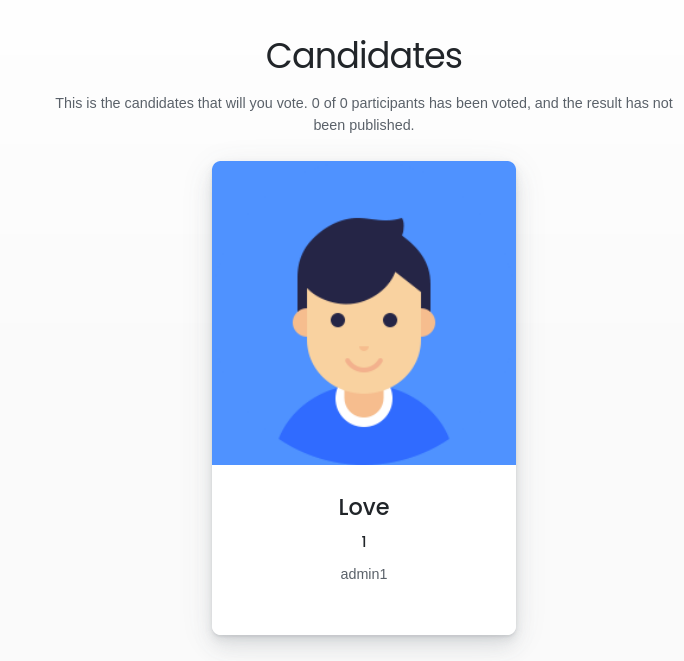 Candidates
This is the candidates that will you vote. 0 of 0 participants has been voted, and the result has not
been published.
Love
1
admin1